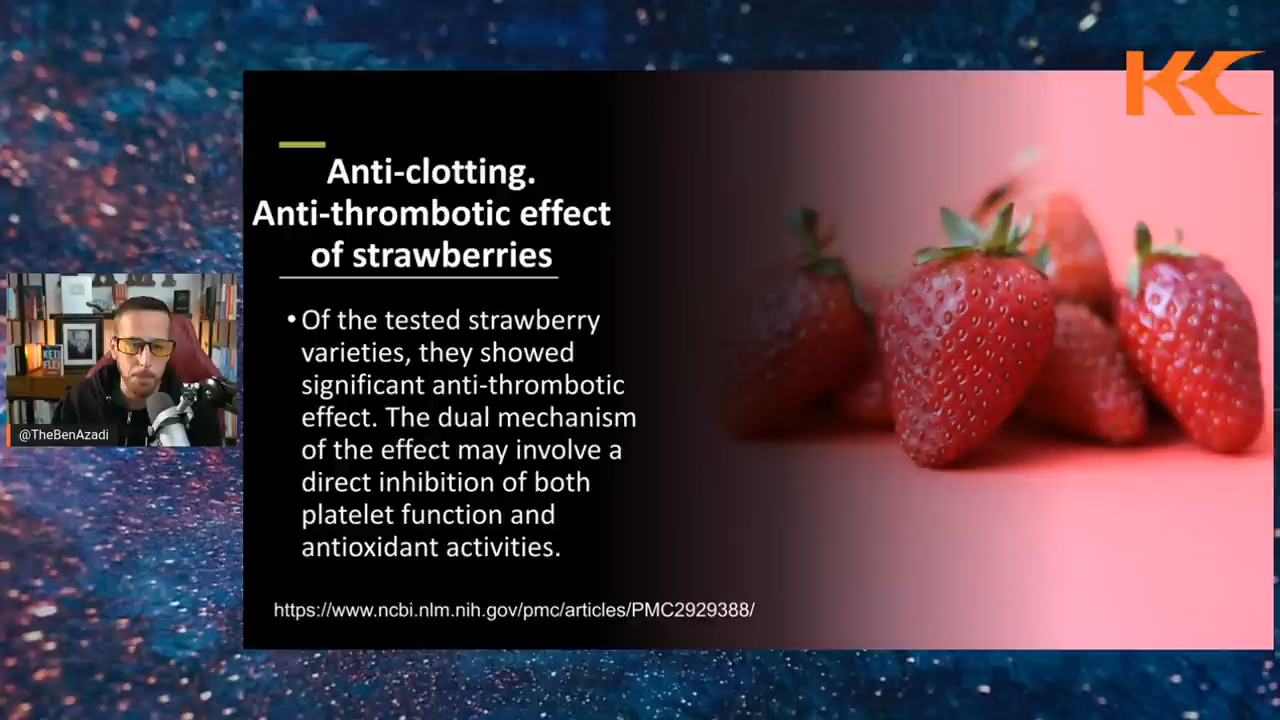 KKC
Anti-clotting.
Anti-thrombotic effect
of strawberries
•Of the tested strawberry
varieties, they showed
significant anti-thrombotic
effect. The dual mechanism
of the effect may involve a
direct inhibition of both
platelet function and
antioxidant activities.
https://www.ncbi.nlm.nih.gov/pmc/articles/PMC2929388/
@TheBenAzadi